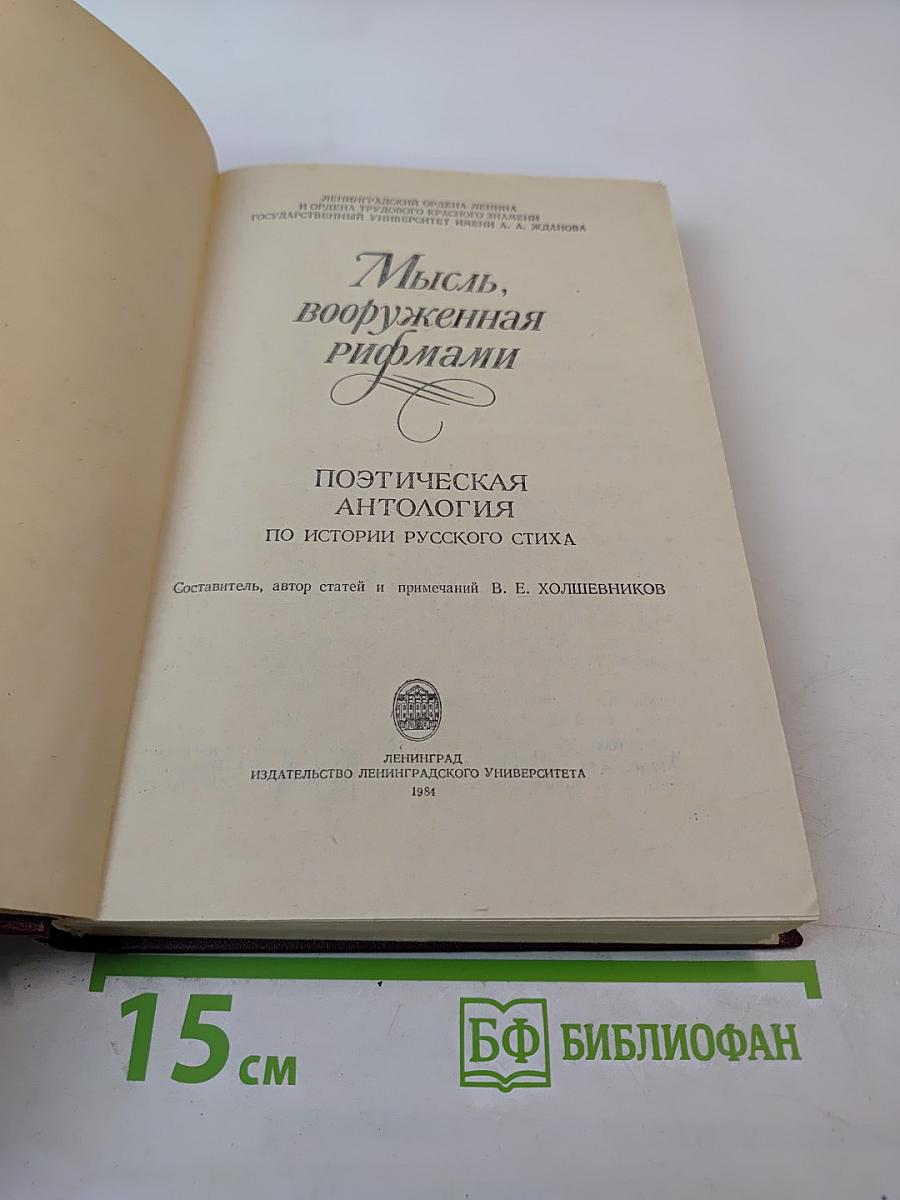 ЛЕНИНГРАДСКИЙ ОРДЕНА ЛЕНИНА
И ОРДЕНА ТРУДОВОГО КРАСНОГО ЗНАМЕНИ
ГОСУДАРСТВЕННЫЙ УНИВЕРСИТЕТ ИМЕНИ А. А. ЖДАНОВА
Мысль,
вооруженная
рифмами
ПОЭТИЧЕСКАЯ
АНТОЛОГИЯ
ПО ИСТОРИИ РУССКОГО СТИХА
Составитель, автор статей и примечаний В. Е. ХОЛШЕВНИКОВ
ЛЕНИНГРАД
ИЗДАТЕЛЬСТВО ЛЕНИНГРАДСКОГО УНИВЕРСИТЕТА
1984
15 см
БФ БИБЛИОФАН